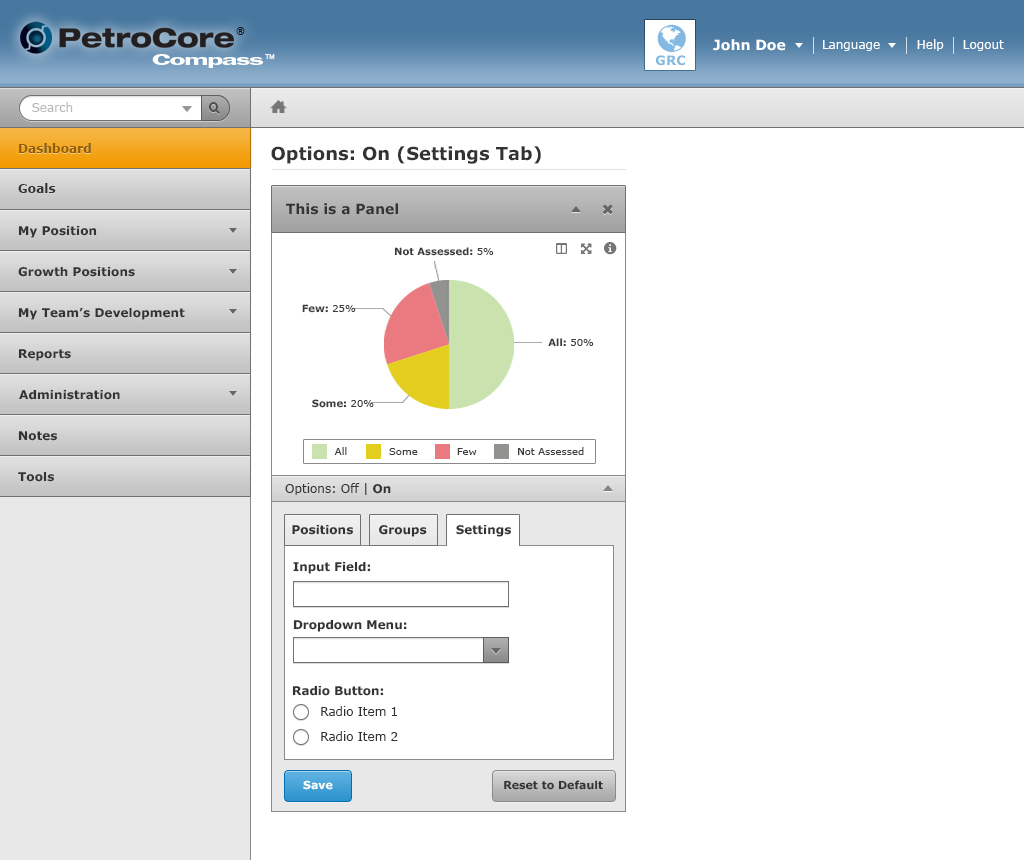 PetroCore®
Compass™
GRC
John Doe
Language
Help
Logout
Search
Dashboard
Goals
My Position
Growth Positions
My Team’s Development
Reports
Administration
Notes
Tools
Options: On (Settings Tab)
This is a Panel
Not Assessed: 5%
Few: 25%
All: 50%
Some: 20%
All Some Few Not Assessed
Options: Off | On
Positions Groups Settings
Input Field:
Dropdown Menu:
Radio Button:
Radio Item 1
Radio Item 2
Save
Reset to Default